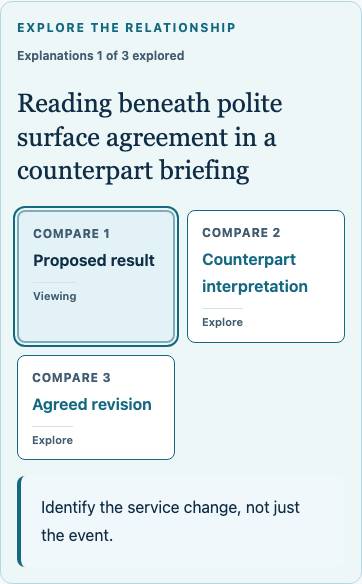 EXPLORE THE RELATIONSHIP
Explanations 1 of 3 explored
Reading beneath polite
surface agreement in a
counterpart briefing
COMPARE 1
Proposed result
Viewing
COMPARE 2
Counterpart
interpretation
Explore
COMPARE 3
Agreed revision
Explore
Identify the service change, not just
the event.